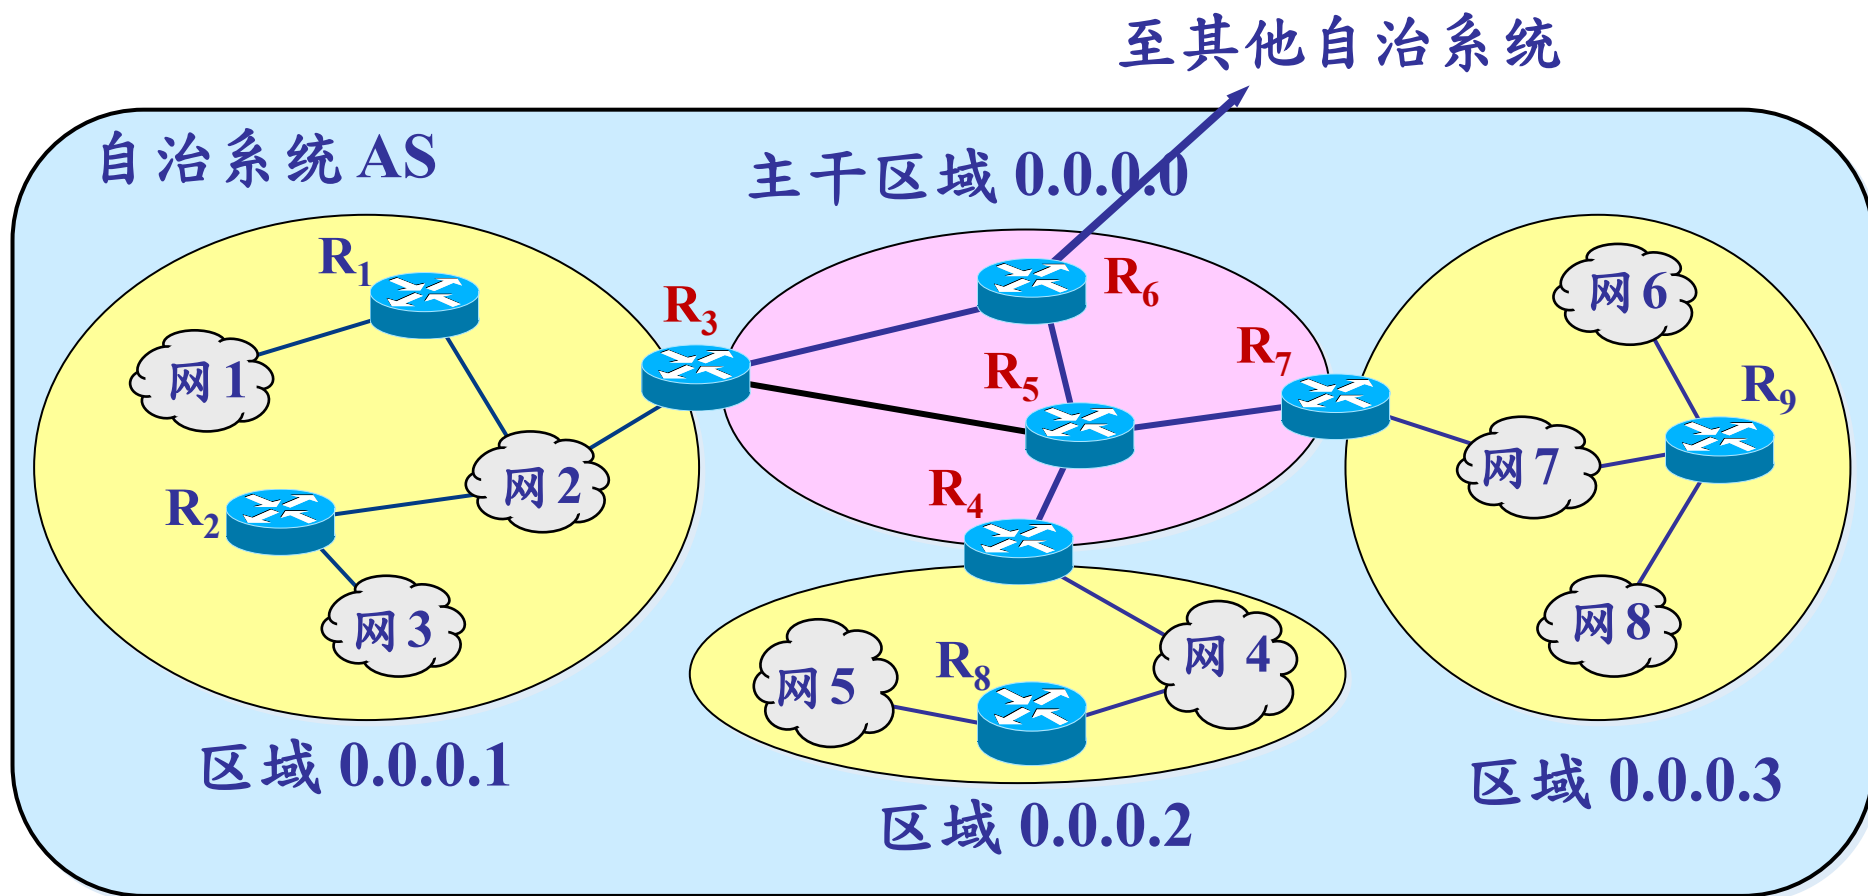 至其他自治系统
自治系统 AS
主干区域 0.0.0.0
R1
R3
R6
R7
R5
R9
R4
R2
R8
网1
网2
网3
网6
网7
网8
网5
网 4
区域 0.0.0.1
区域 0.0.0.2
区域 0.0.0.3